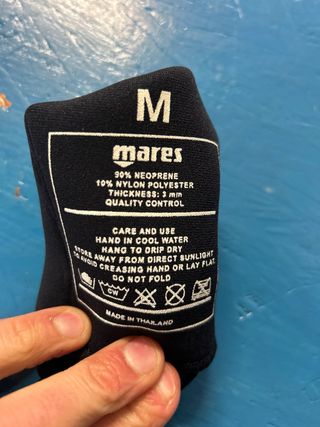 M
mares
90% NEOPRENE
10% NYLON POLYESTER
THICKNESS: 3 mm
QUALITY CONTROL
CARE AND USE
HAND IN COOL WATER
HANG TO DRIP DRY
STORE AWAY FROM DIRECT SUNLIGHT
TO AVOID CREASING HAND OR LAY FLAT.
DO NOT FOLD
CW
MADE IN THAILAND